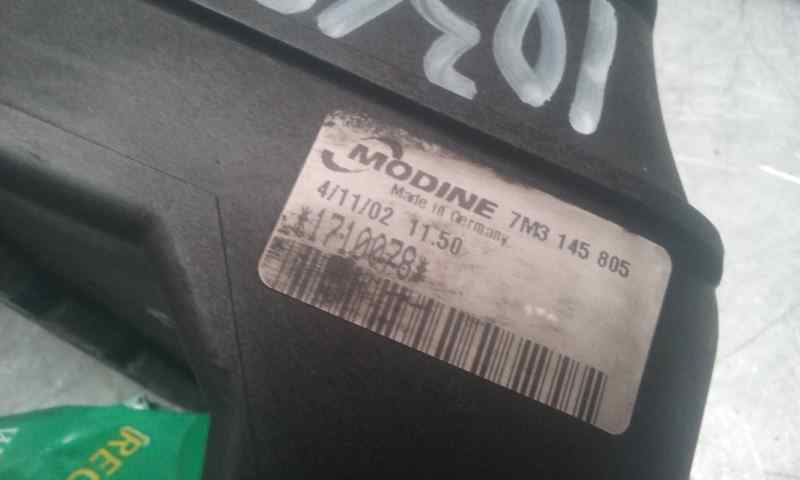 MODINE
Made in Germany
7M3 145 805
4/11/02 11.50
*1710078*